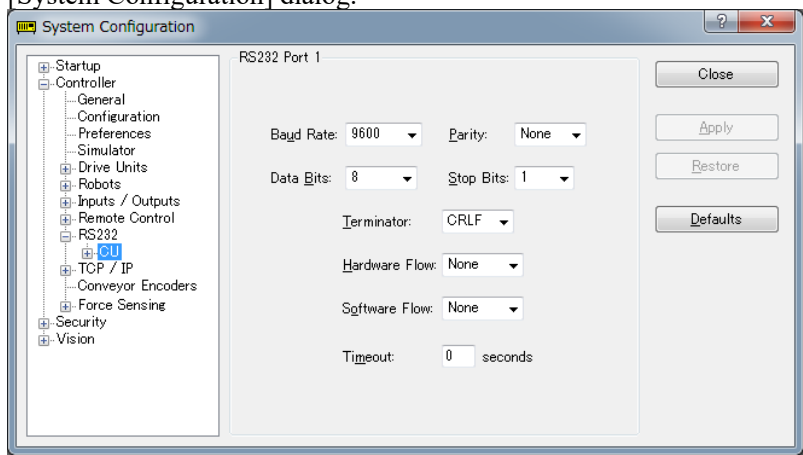 [System Configuration] dialog.
System Configuration
Startup
Controller
General
Configuration
Preferences
Simulator
Drive Units
Robots
Inputs / Outputs
Remote Control
RS232
CU
TCP / IP
Conveyor Encoders
Force Sensing
Security
Vision
RS232 Port 1
Baud Rate: 9600 Parity: None
Data Bits: 8 Stop Bits: 1
Terminator: CRLF
Hardware Flow: None
Software Flow: None
Timeout: 0 seconds
Close
Apply
Restore
Defaults